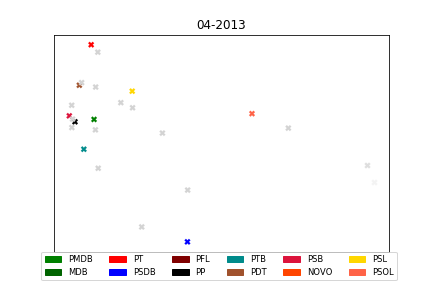 04-2013
PMDB PT PFL PTB PSB PSL
MDB PSDB PP PDT NOVO PSOL